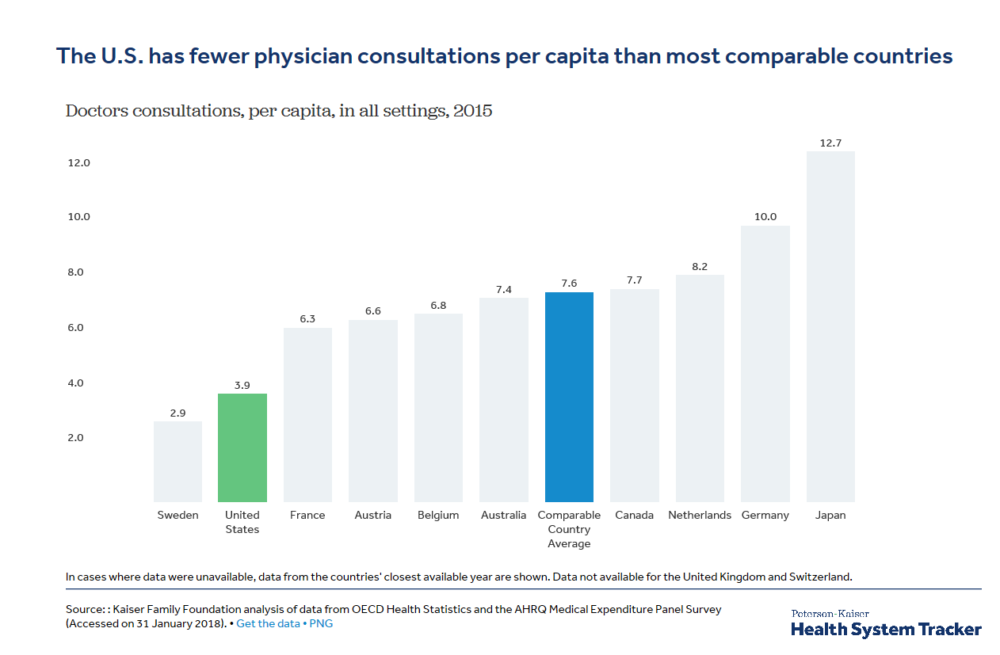 The U.S. has fewer physician consultations per capita than most comparable countries
Doctors consultations, per capita, in all settings, 2015
12.0
10.0
8.0
6.0
4.0
2.0
2.9
3.9
6.3
6.6
6.8
7.4
7.6
7.7
8.2
10.0
12.7
Sweden
United
States
France
Austria
Belgium
Australia
Comparable
Country
Average
Canada
Netherlands
Germany
Japan
In cases where data were unavailable, data from the countries' closest available year are shown. Data not available for the United Kingdom and Switzerland.
Source: : Kaiser Family Foundation analysis of data from OECD Health Statistics and the AHRQ Medical Expenditure Panel Survey
(Accessed on 31 January 2018). • Get the data • PNG
Peterson-Kaiser
Health System Tracker